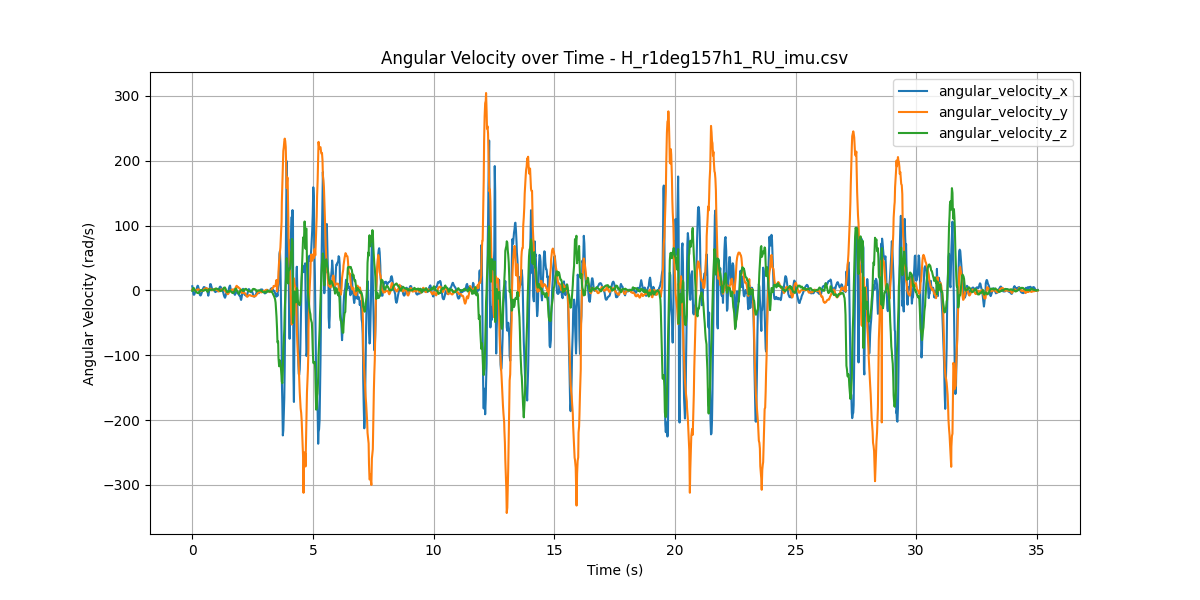 Angular Velocity over Time - H_r1deg157h1_RU_imu.csv
angular_velocity_x
angular_velocity_y
angular_velocity_z
Angular Velocity (rad/s)
300
200
100
0
−100
−200
−300
0 5 10 15 20 25 30 35
Time (s)